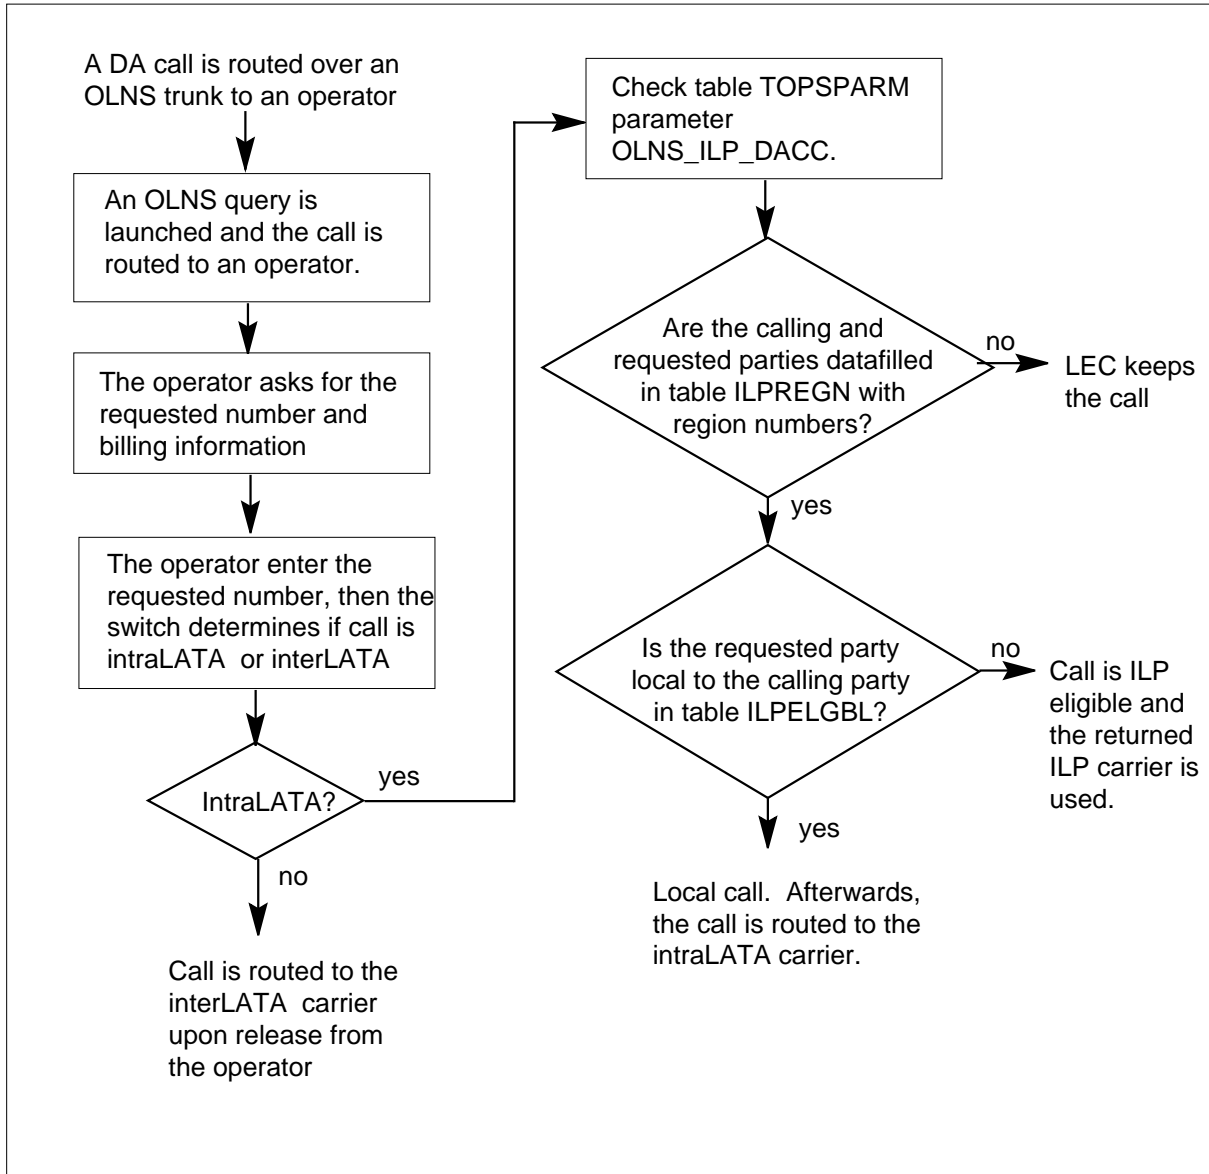 A DA call is routed over an
OLNS trunk to an operator
An OLNS query is
launched and the call is
routed to an operator.
The operator asks for the
requested number and
billing information
The operator enter the
requested number, then the
switch determines if call is
intraLATA or interLATA
IntraLATA?
yes
no
Call is routed to the
interLATA carrier
upon release from
the operator
Check table TOPSPARM
parameter
OLNS_ILP_DACC.
Are the calling and
requested parties datafilled
in table ILPREGN with
region numbers?
no
LEC keeps
the call
yes
Is the requested party
local to the calling party
in table ILPELGBL?
no
Call is ILP
eligible and
the returned
ILP carrier is
used.
yes
Local call. Afterwards,
the call is routed to the
intraLATA carrier.